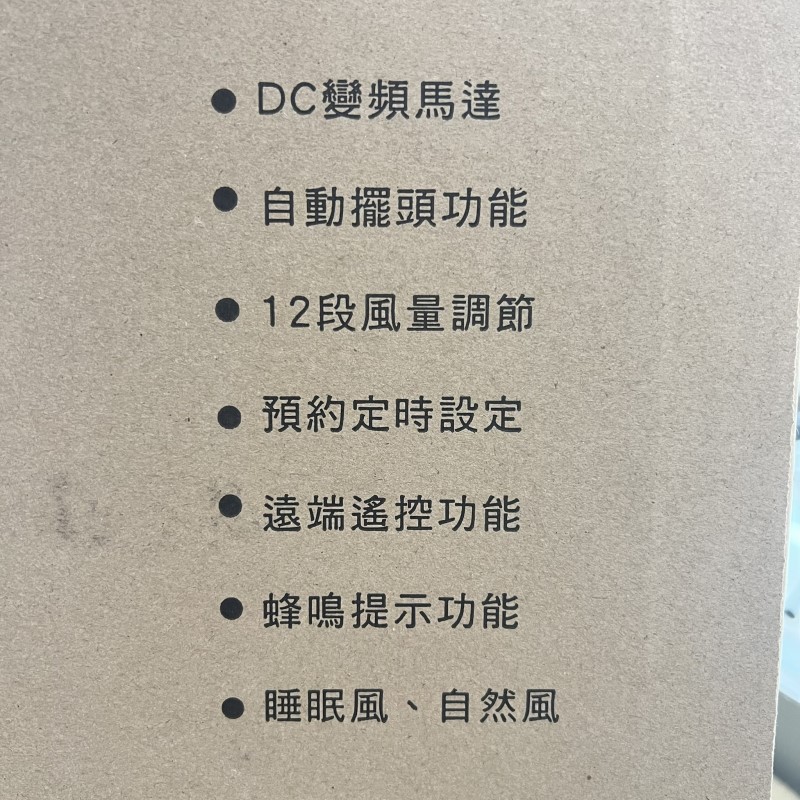 ● DC變頻馬達
● 自動擺頭功能
● 12段風量調節
● 預約定時設定
● 遠端遙控功能
● 蜂鳴提示功能
● 睡眠風、自然風